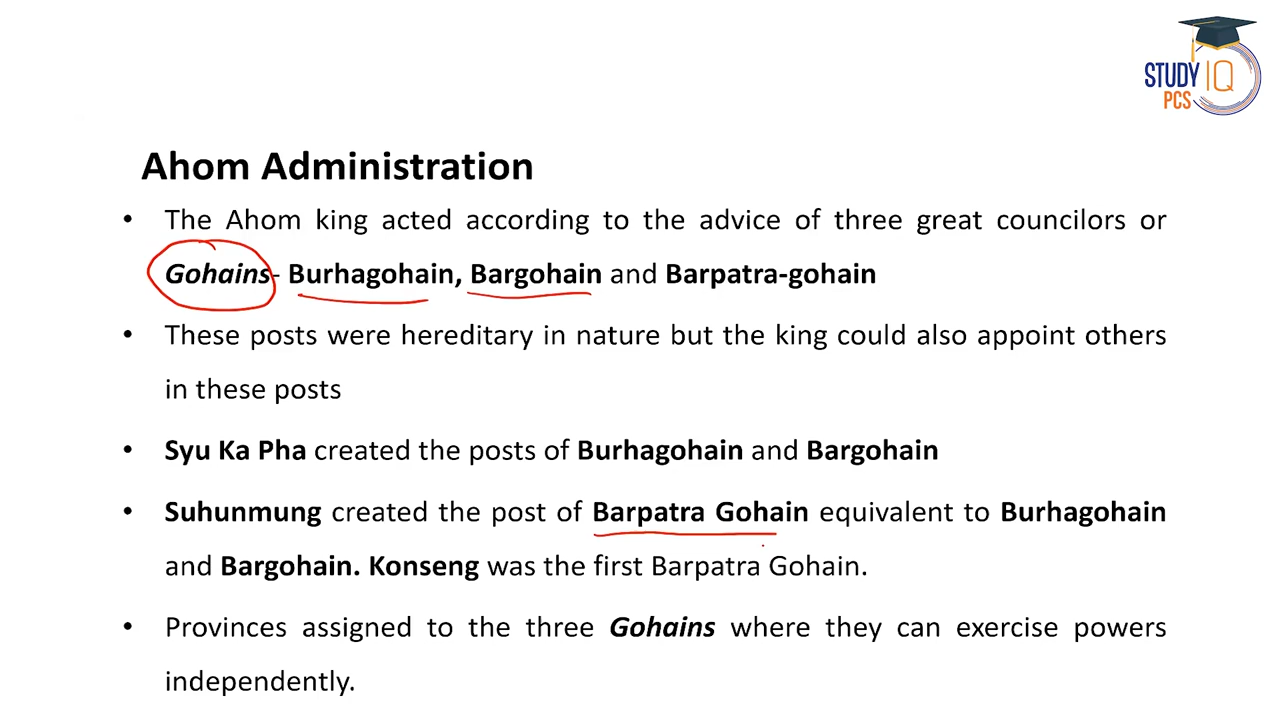 STUDY IQ
PCS
Ahom Administration
• The Ahom king acted according to the advice of three great councilors or
Gohains- Burhagohain, Bargohain and Barpatra-gohain
• These posts were hereditary in nature but the king could also appoint others
in these posts
• Syu Ka Pha created the posts of Burhagohain and Bargohain
• Suhunmung created the post of Barpatra Gohain equivalent to Burhagohain
and Bargohain. Konseng was the first Barpatra Gohain.
• Provinces assigned to the three Gohains where they can exercise powers
independently.